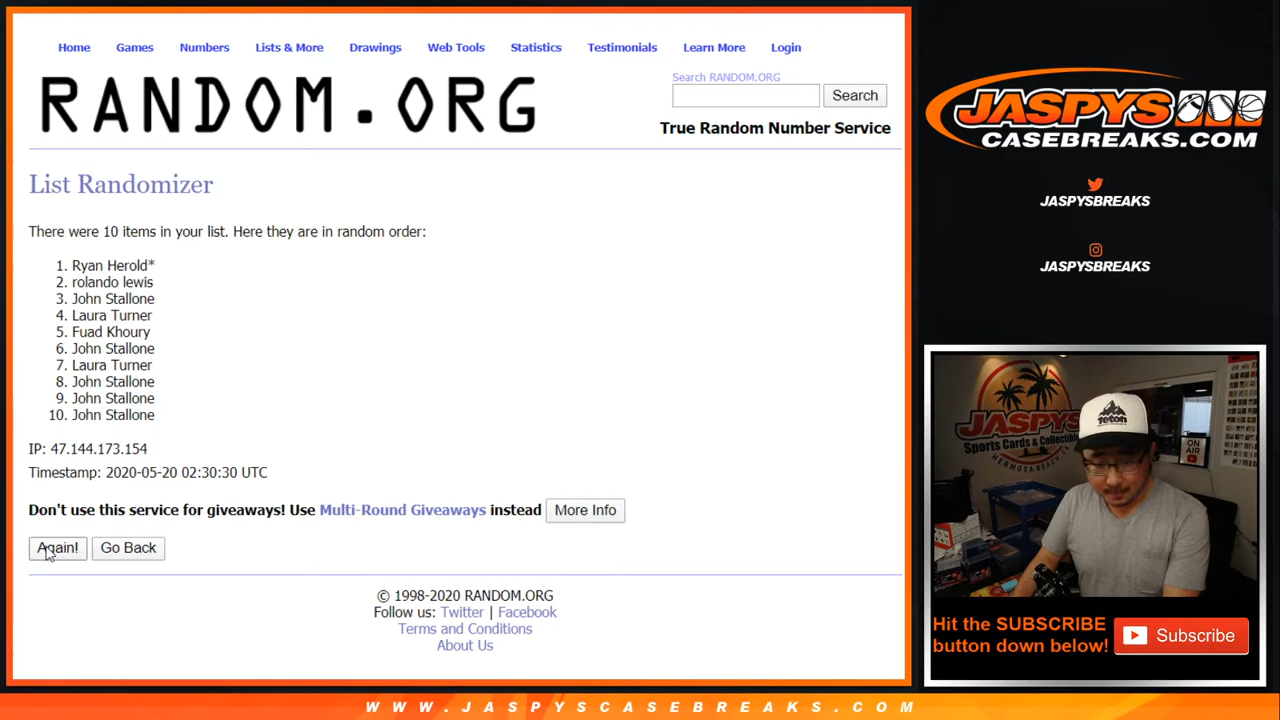 Home Games Numbers Lists & More Drawings Web Tools Statistics Testimonials Learn More Login
RANDOM.ORG
Search RANDOM.ORG
Search
True Random Number Service
List Randomizer
There were 10 items in your list. Here they are in random order:
1. Ryan Herold*
2. rolando lewis
3. John Stallone
4. Laura Turner
5. Fuad Khoury
6. John Stallone
7. Laura Turner
8. John Stallone
9. John Stallone
10. John Stallone
IP: 47.144.173.154
Timestamp: 2020-05-20 02:30:30 UTC
Don't use this service for giveaways! Use Multi-Round Giveaways instead More Info
Again! Go Back
© 1998-2020 RANDOM.ORG
Follow us: Twitter | Facebook
Terms and Conditions
About Us
JASPYS
CASEBREAKS.COM
JASPYSBREAKS
JASPYSBREAKS
JASPYS
Sports Cards & Collectibles
HERMOSA BEACH, CA
Teton
ON AIR
Hit the SUBSCRIBE
button down below!
Subscribe
WWW.JASPYSCASEBREAKS.COM